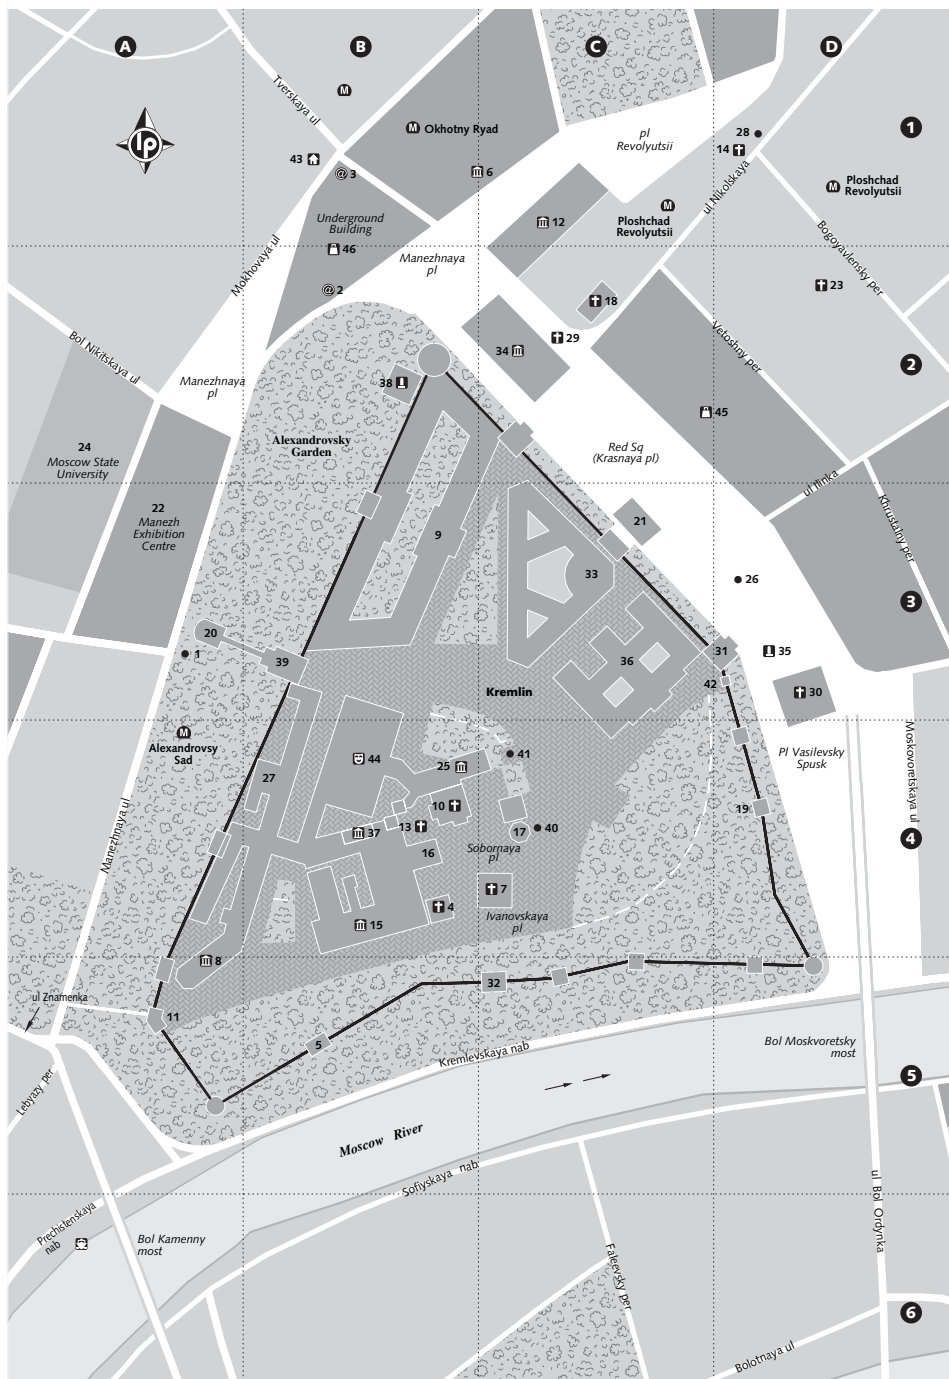 A
B
C
D
Tverskaya ul
M
lp
M Okhotny Ryad
pl
Revolyutsii
28
14
1
43
@ 3
6
M
Ploshchad
Revolyutsii
M
Ploshchad
Revolyutsii
ul Nikolskaya
Underground
Building
12
46
Mokhovaya ul
Manezhnaya
pl
Bogoyavlensky per
@ 2
18
23
29
34
Vetoshny per
2
Bol Nikitskaya ul
Manezhnaya
pl
38
45
Alexandrovsky
Garden
24
Moscow State
University
Red Sq
(Krasnaya pl)
ul Ilinka
22
Manezh
Exhibition
Centre
9
21
Khrustalny per
33
26
3
20
1
39
36
31
35
42
30
Kremlin
M
Alexandrovsy
Sad
44
25
41
Pl Vasilevsky
Spusk
Moskovoretskaya ul
27
10
19
Manezhnaya ul
37
13
17
40
4
16
Sobornaya
pl
7
4
Ivanovskaya
pl
15
8
32
ul Znamenka
11
5
Kremlevskaya nab
Bol Moskvoretsky
most
5
Lebyazy per
Moscow River
Sofiyskaya nab
ul Bol Ordynka
Prechistenskaya
nab
Bol Kamenny
most
Faleevsky per
6
Bolotnaya ul